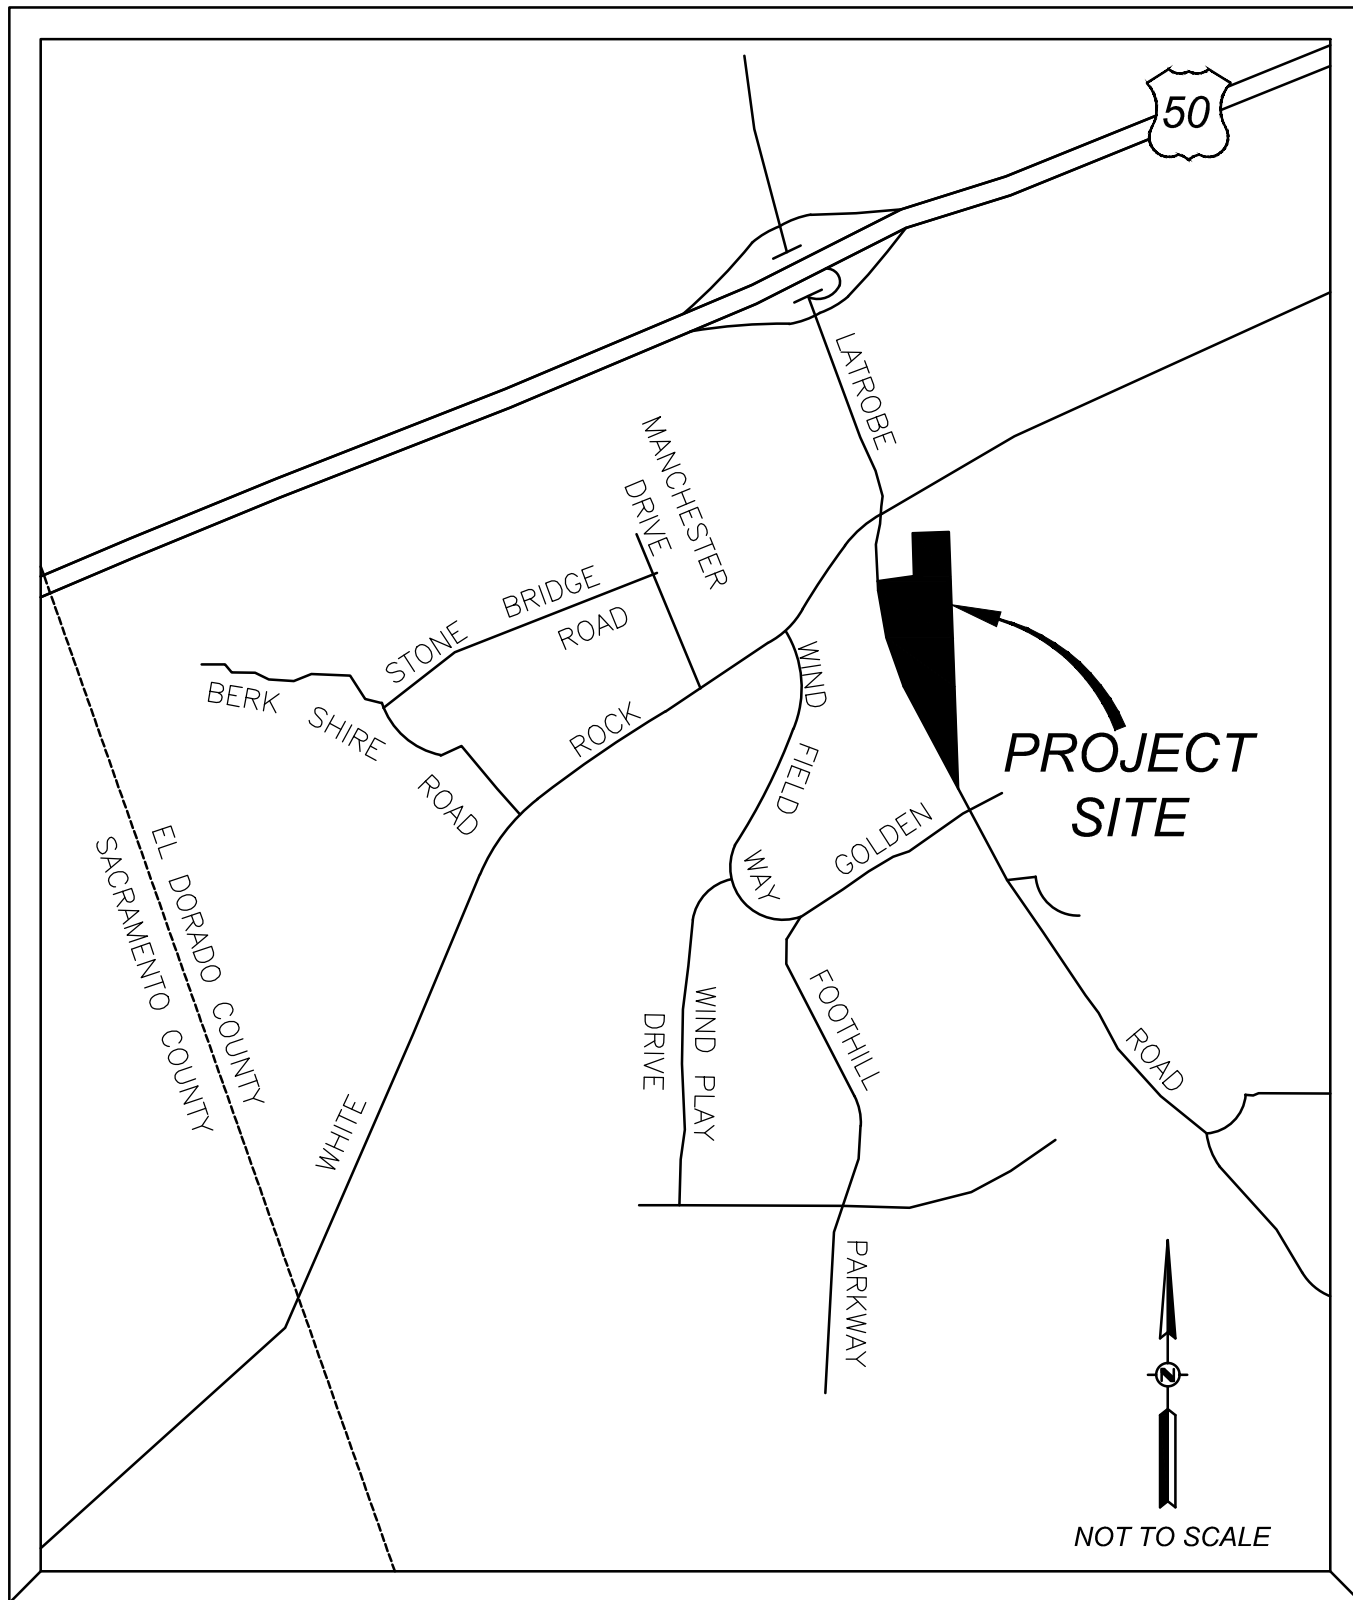 50
LATROBE
MANCHESTER
DRIVE
STONE BRIDGE
ROAD
BERK SHIRE
ROAD
ROCK
WIND
FIELD
WAY
PROJECT
SITE
GOLDEN
EL DORADO COUNTY
SACRAMENTO COUNTY
FOOTHILL
WIND PLAY
DRIVE
ROAD
WHITE
PARKWAY
N
NOT TO SCALE